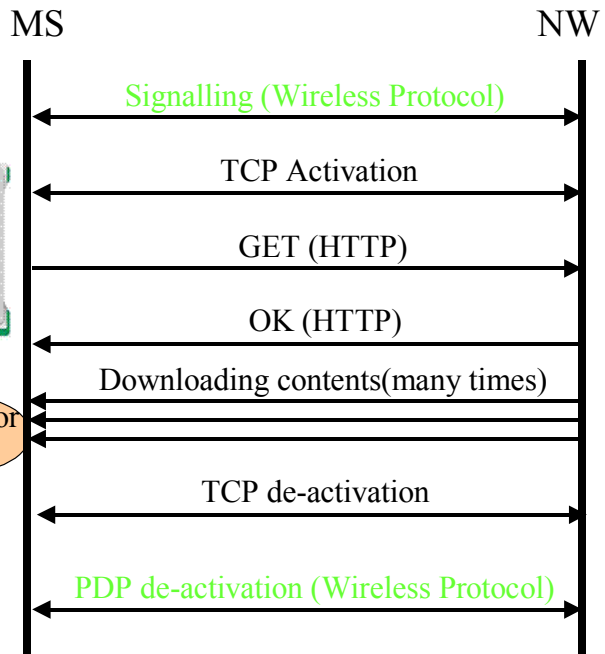 MS NW
Signalling (Wireless Protocol)
TCP Activation
GET (HTTP)
OK (HTTP)
Downloading contents(many times)
or
TCP de-activation
PDP de-activation (Wireless Protocol)